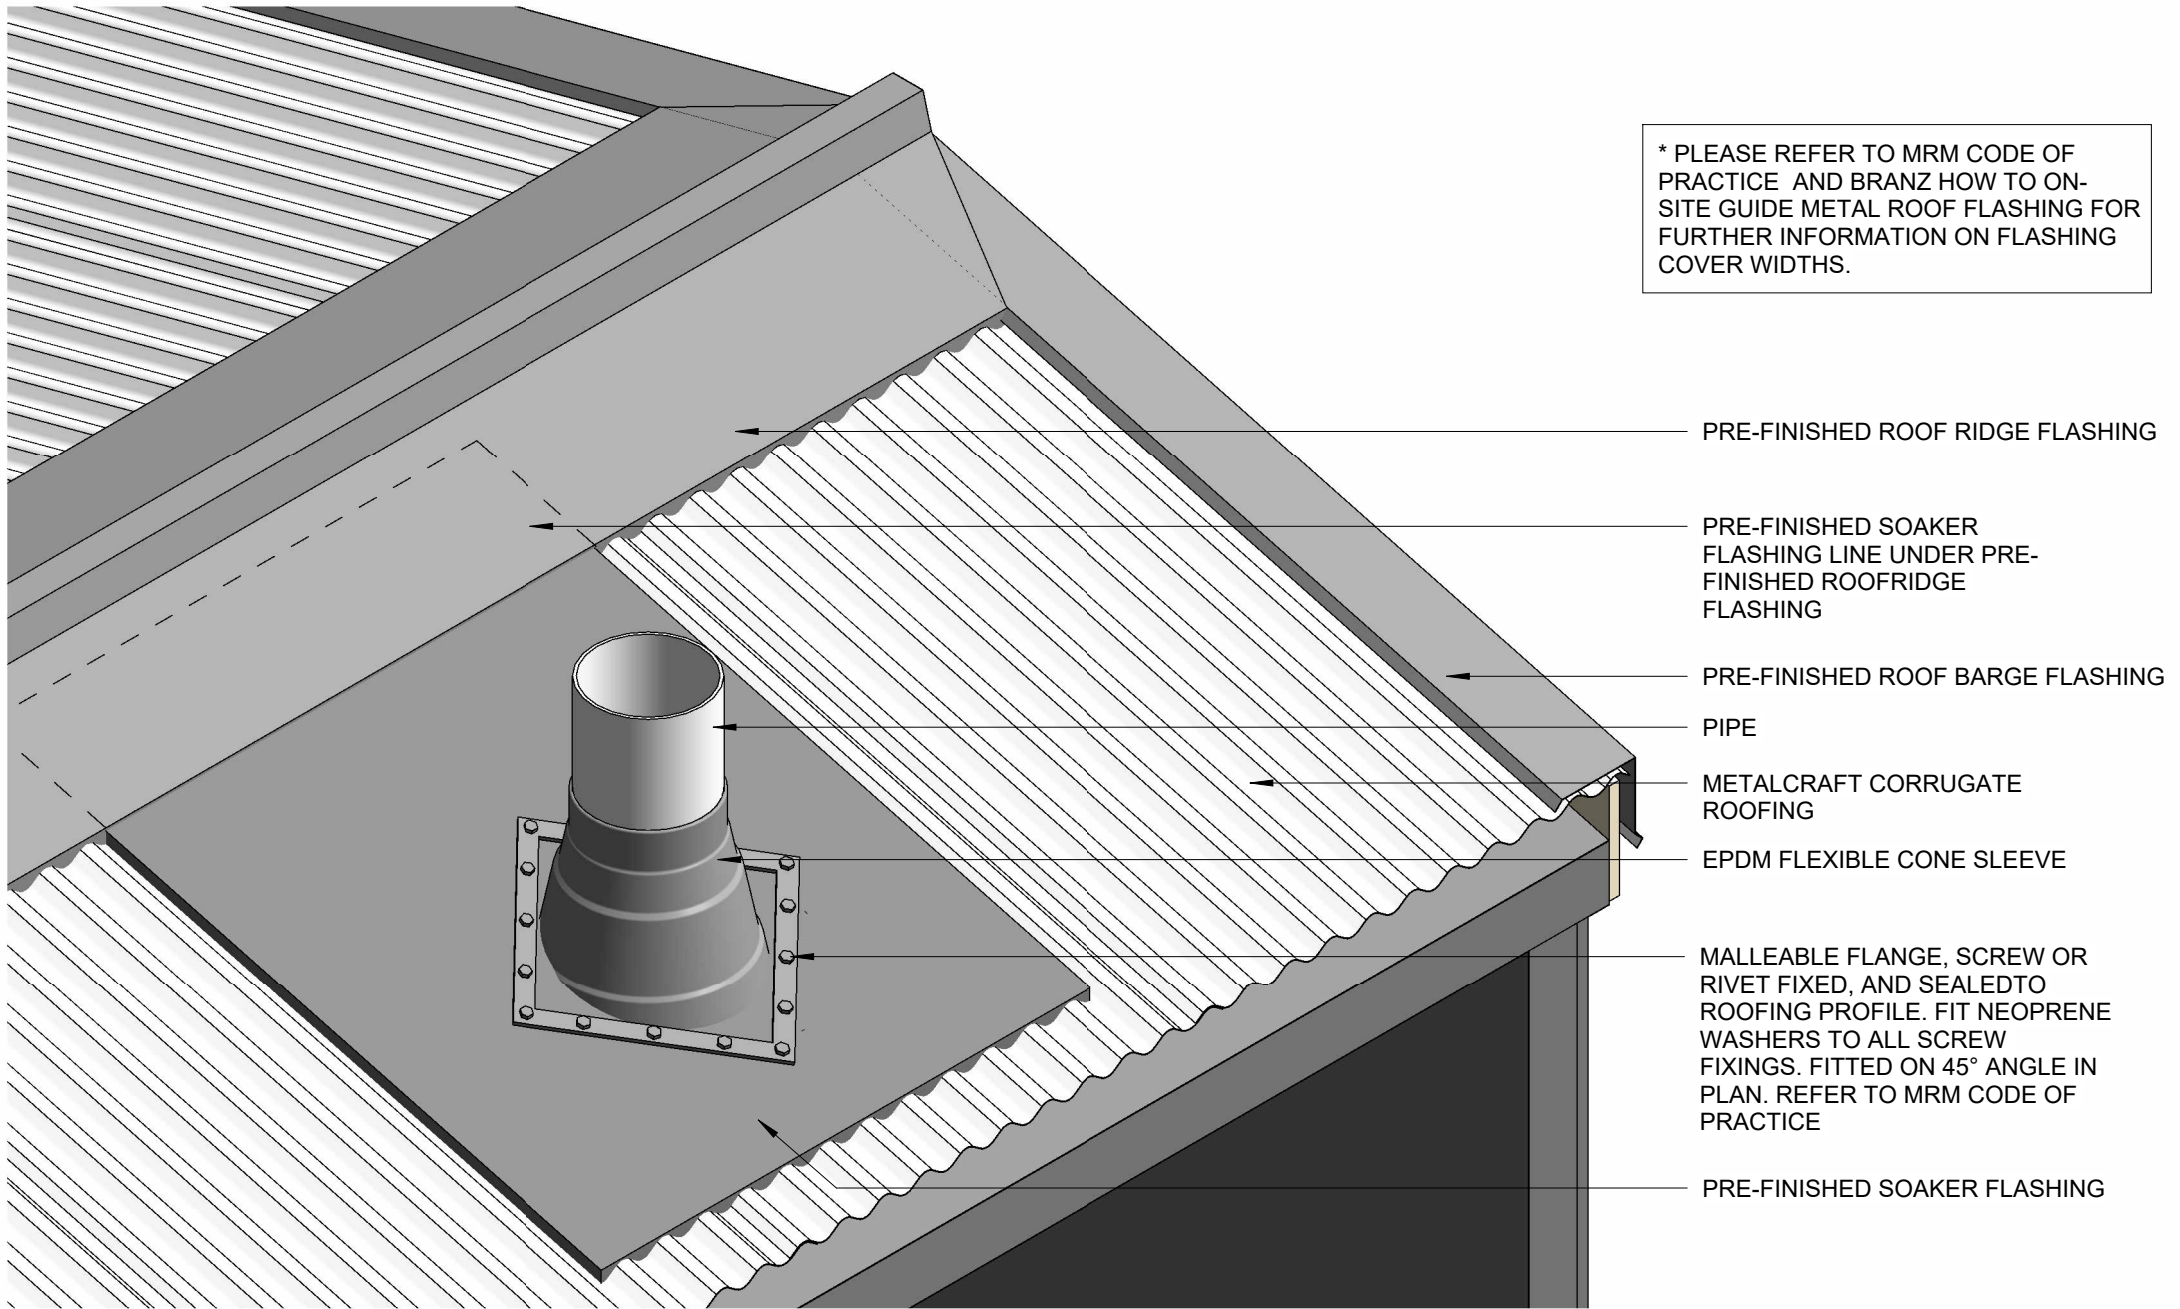 * PLEASE REFER TO MRM CODE OF
PRACTICE AND BRANZ HOW TO ON-
SITE GUIDE METAL ROOF FLASHING FOR
FURTHER INFORMATION ON FLASHING
COVER WIDTHS.
PRE-FINISHED ROOF RIDGE FLASHING
PRE-FINISHED SOAKER
FLASHING LINE UNDER PRE-
FINISHED ROOFRIDGE
FLASHING
PRE-FINISHED ROOF BARGE FLASHING
PIPE
METALCRAFT CORRUGATE
ROOFING
EPDM FLEXIBLE CONE SLEEVE
MALLEABLE FLANGE, SCREW OR
RIVET FIXED, AND SEALEDTO
ROOFING PROFILE. FIT NEOPRENE
WASHERS TO ALL SCREW
FIXINGS. FITTED ON 45° ANGLE IN
PLAN. REFER TO MRM CODE OF
PRACTICE
PRE-FINISHED SOAKER FLASHING